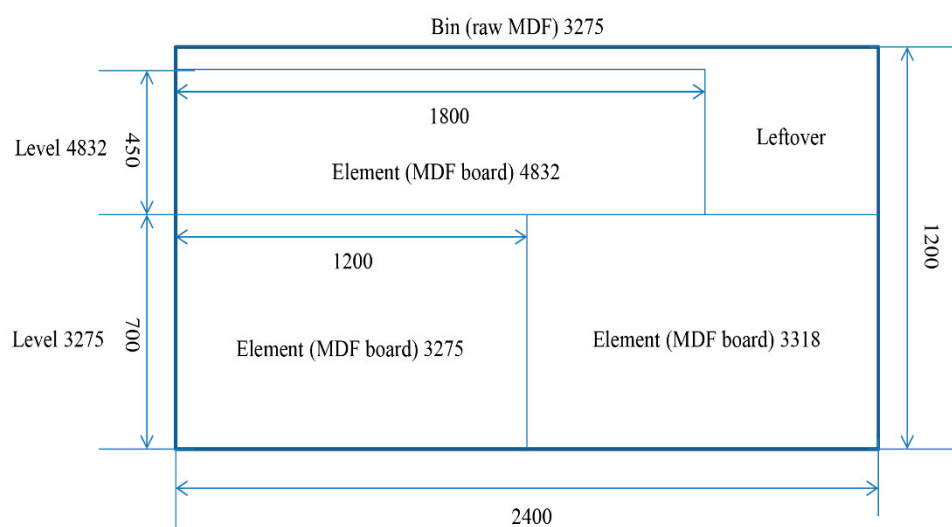 Bin (raw MDF) 3275
1800
Level 4832
450
Leftover
Element (MDF board) 4832
1200
1200
Level 3275
700
Element (MDF board) 3275
Element (MDF board) 3318
2400